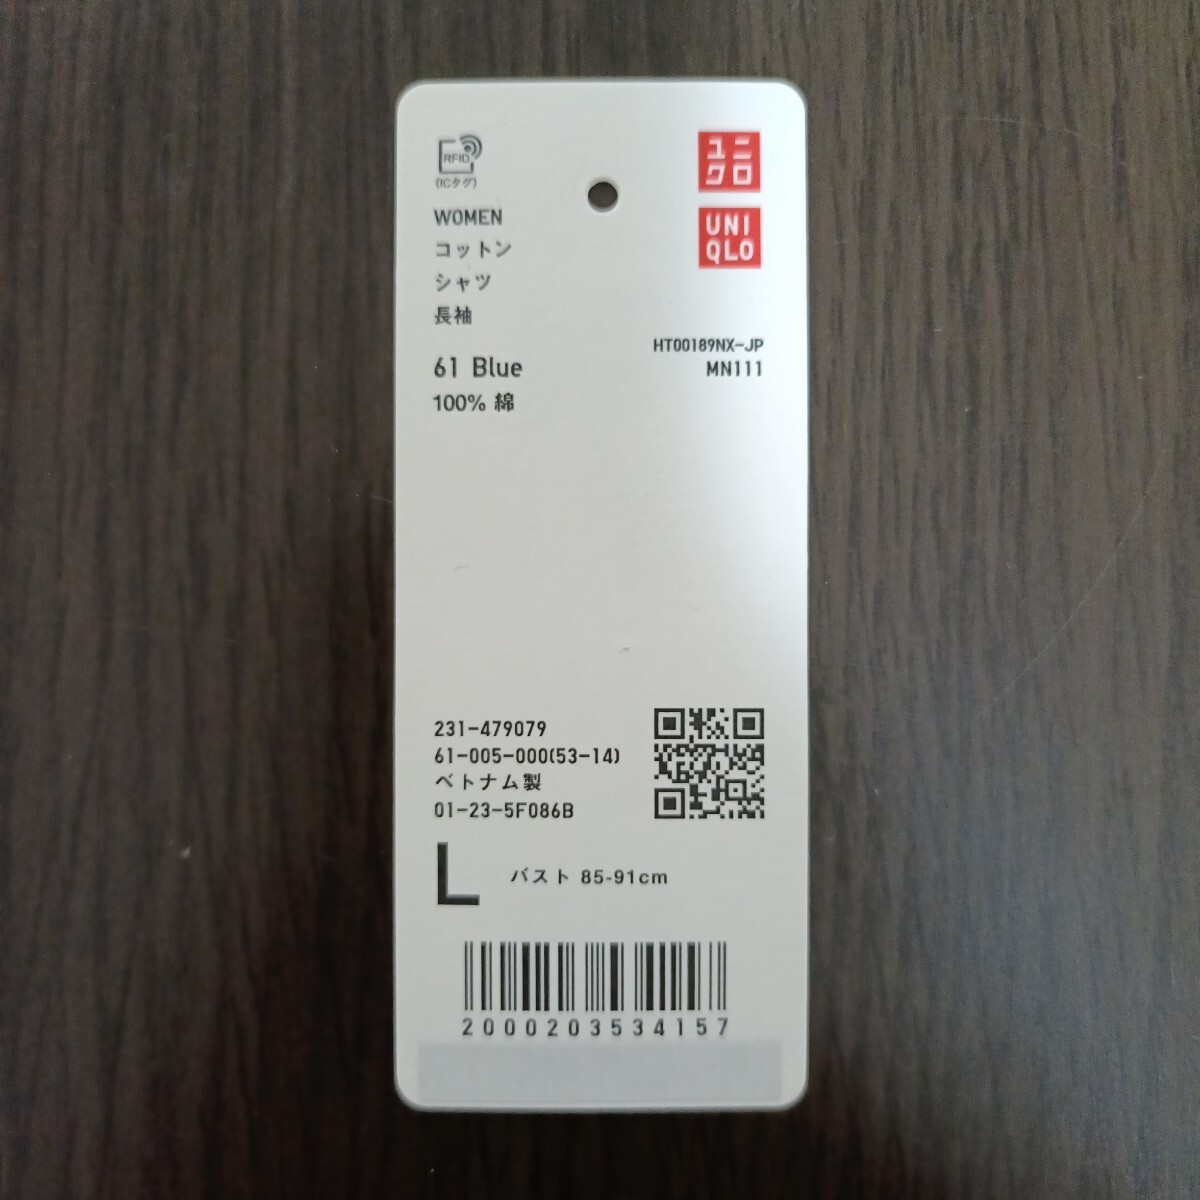 RFID
(ICタグ)
ユニ
クロ
UNI
QLO
WOMEN
コットン
シャツ
長袖
HT00189NX-JP
MN111
61 Blue
100% 綿
231-479079
61-005-000(53-14)
ベトナム製
01-23-5F086B
L バスト 85-91cm
2000203534157